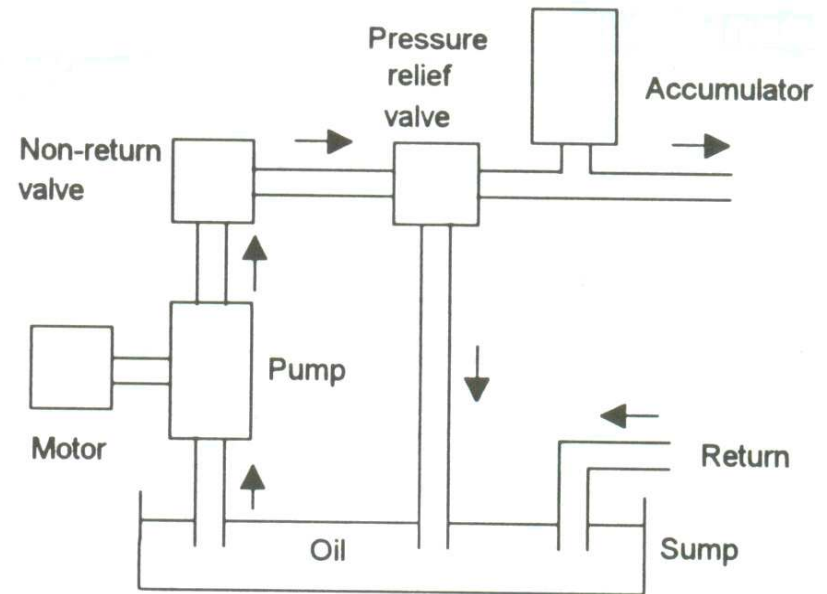 Pressure
relief
valve
Accumulator
Non-return
valve
Pump
Motor
Return
Oil
Sump